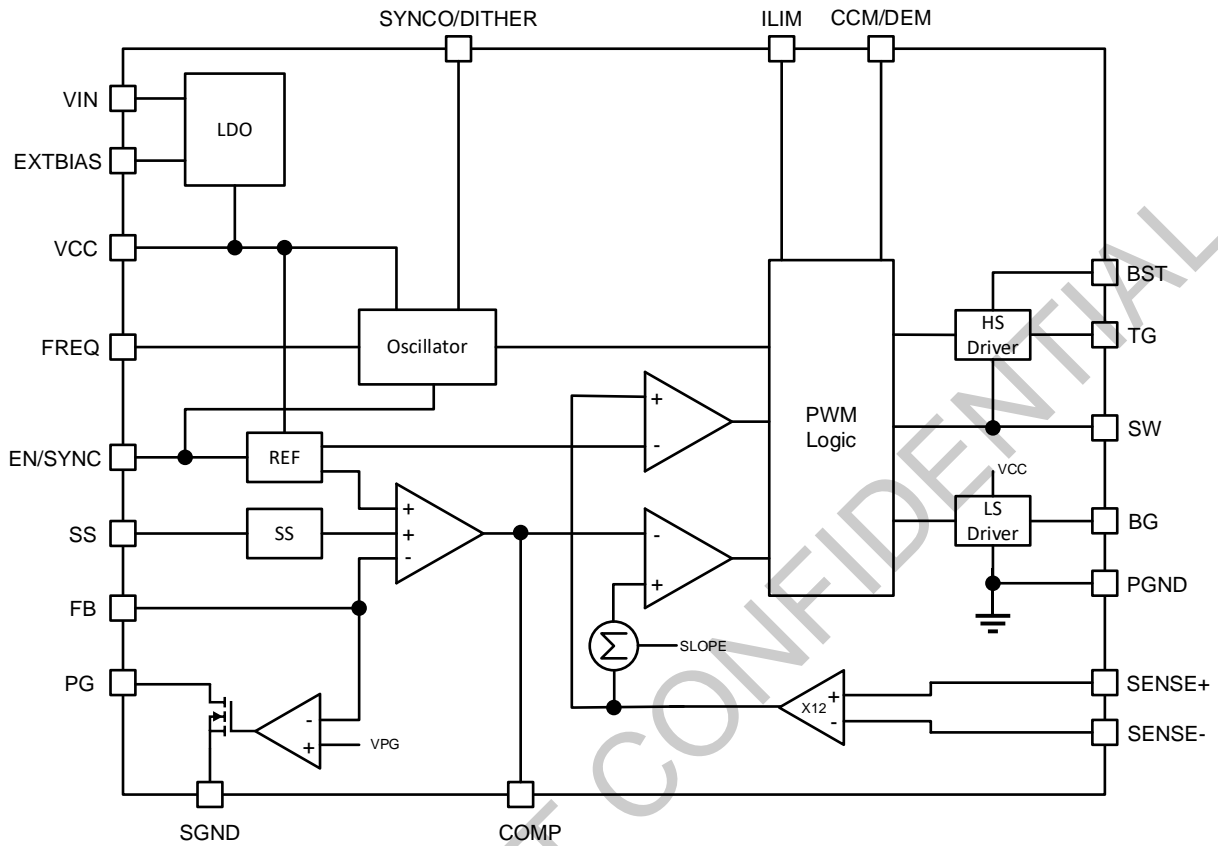 SYNCO/DITHER
ILIM
CCM/DEM
VIN
LDO
EXTBIAS
VCC
BST
FREQ
Oscillator
HS
Driver
TG
+
-
PWM
Logic
SW
EN/SYNC
REF
VCC
+
+
-
SS
SS
-
+
LS
Driver
BG
FB
PGND
Σ
SLOPE
PG
SENSE+
X12
+
-
-
+
VPG
SENSE-
SGND
COMP
CONFIDENTIAL